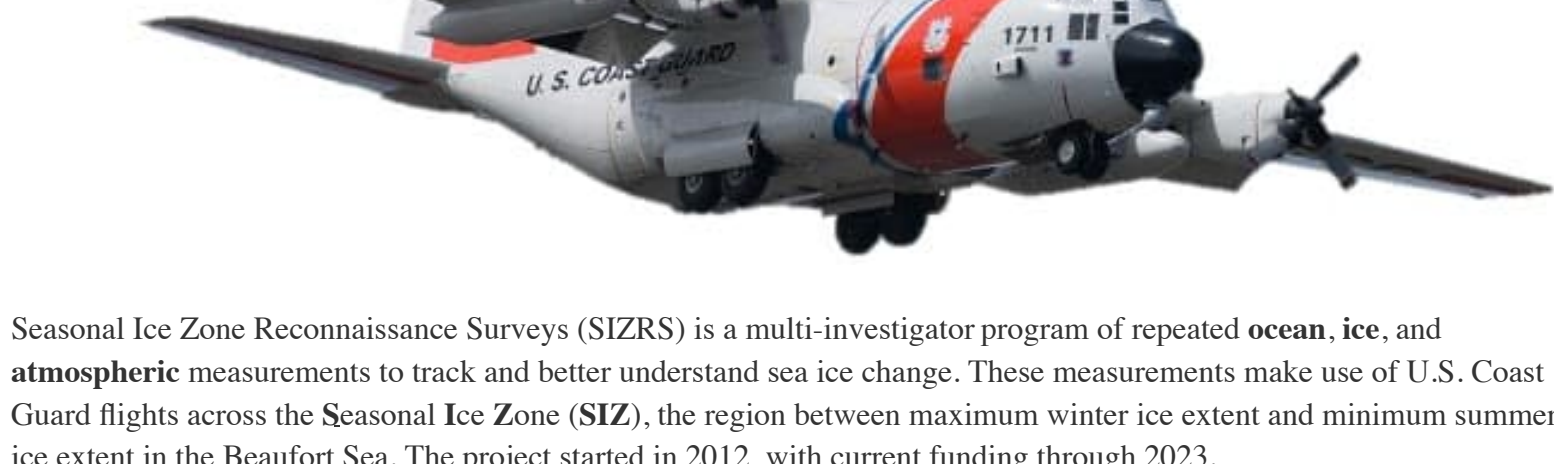 1711
U. S. COAST GUARD
Seasonal Ice Zone Reconnaissance Surveys (SIZRS) is a multi-investigator program of repeated ocean, ice, and
atmospheric measurements to track and better understand sea ice change. These measurements make use of U.S. Coast
Guard flights across the Seasonal Ice Zone (SIZ), the region between maximum winter ice extent and minimum summer
ice extent in the Beaufort Sea. The project started in 2012, with current funding through 2023.